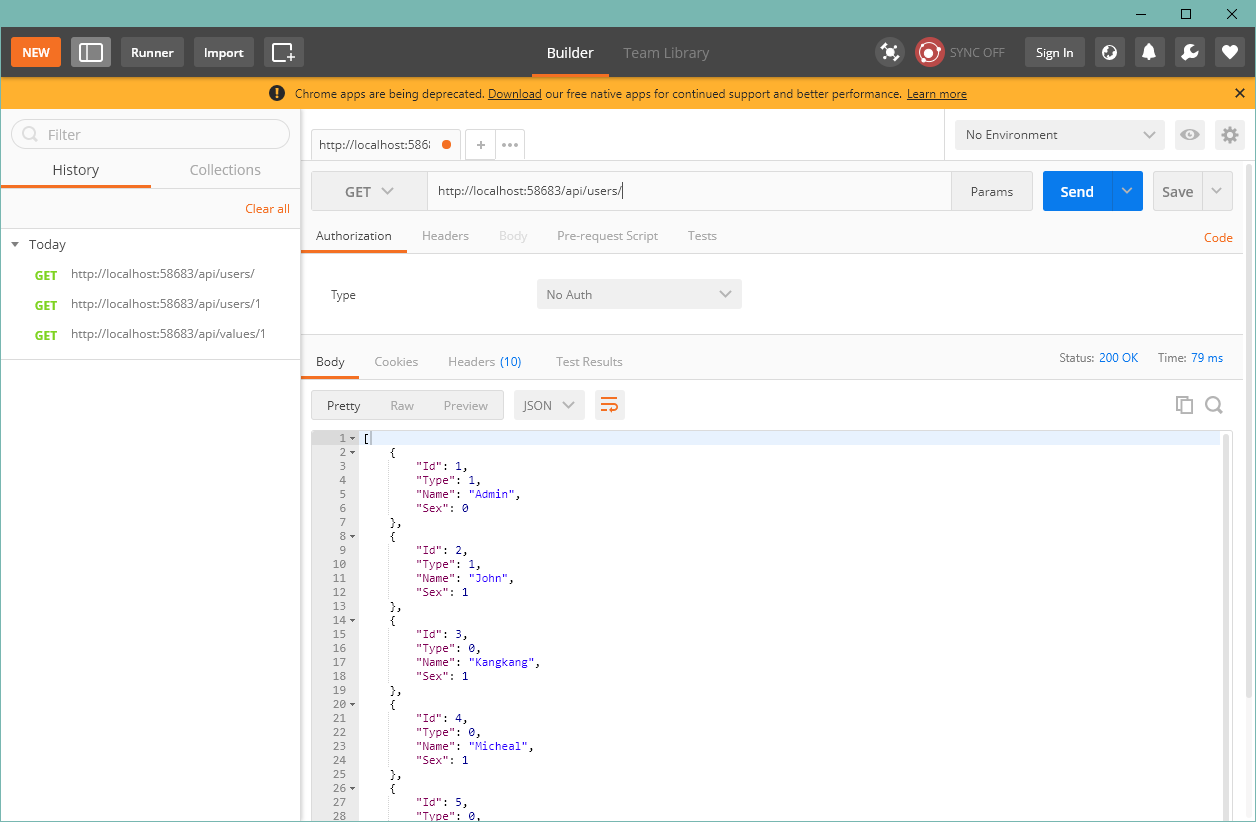 NEW Runner Import Builder Team Library SYNC OFF Sign In
Chrome apps are being deprecated. Download our free native apps for continued support and better performance. Learn more
Filter
History Collections
Clear all
Today
GET http://localhost:58683/api/users/
GET http://localhost:58683/api/users/1
GET http://localhost:58683/api/values/1
http://localhost:586 + ••• No Environment
GET http://localhost:58683/api/users/ Params Send Save
Authorization Headers Body Pre-request Script Tests Code
Type No Auth
Body Cookies Headers (10) Test Results Status: 200 OK Time: 79 ms
Pretty Raw Preview JSON
1 [
2 {
3 "Id": 1,
4 "Type": 1,
5 "Name": "Admin",
6 "Sex": 0
7 },
8 {
9 "Id": 2,
10 "Type": 1,
11 "Name": "John",
12 "Sex": 1
13 },
14 {
15 "Id": 3,
16 "Type": 0,
17 "Name": "Kangkang",
18 "Sex": 1
19 },
20 {
21 "Id": 4,
22 "Type": 0,
23 "Name": "Micheal",
24 "Sex": 1
25 },
26 {
27 "Id": 5,
28 "Type": 0,